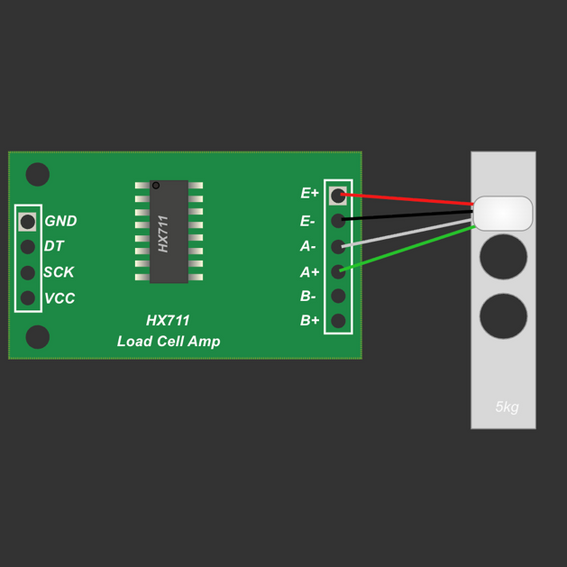 GND
DT
SCK
VCC
HX711
HX711
Load Cell Amp
E+
E-
A-
A+
B-
B+
5kg